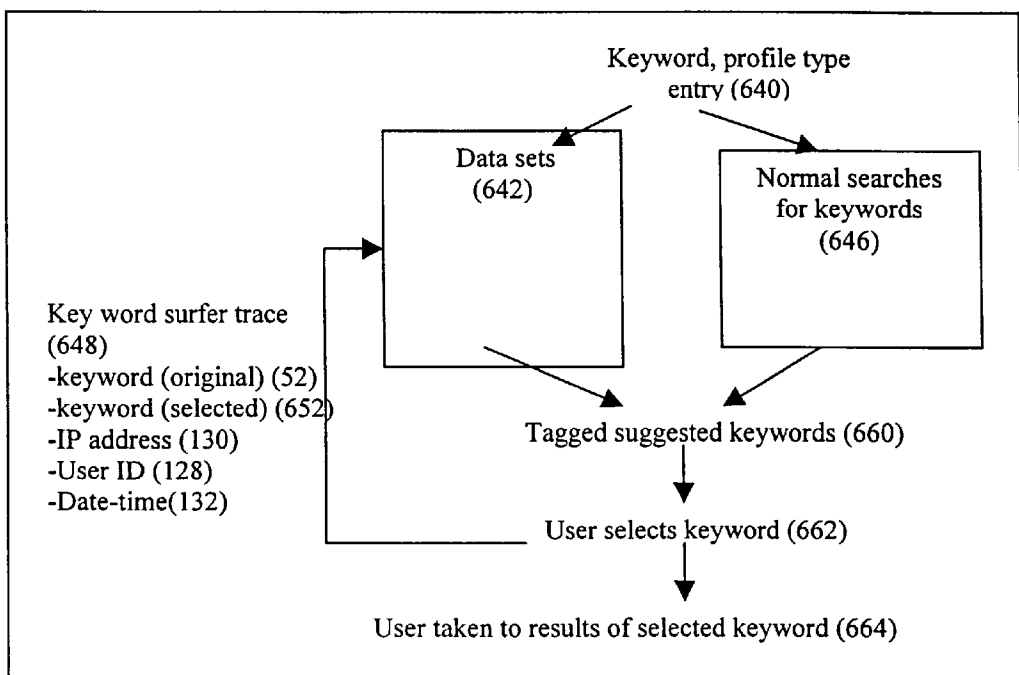 Keyword, profile type
entry (640)
Data sets
(642)
Normal searches
for keywords
(646)
Key word surfer trace
(648)
-keyword (original) (52)
-keyword (selected) (652)
-IP address (130)
-User ID (128)
-Date-time(132)
Tagged suggested keywords (660)
User selects keyword (662)
User taken to results of selected keyword (664)